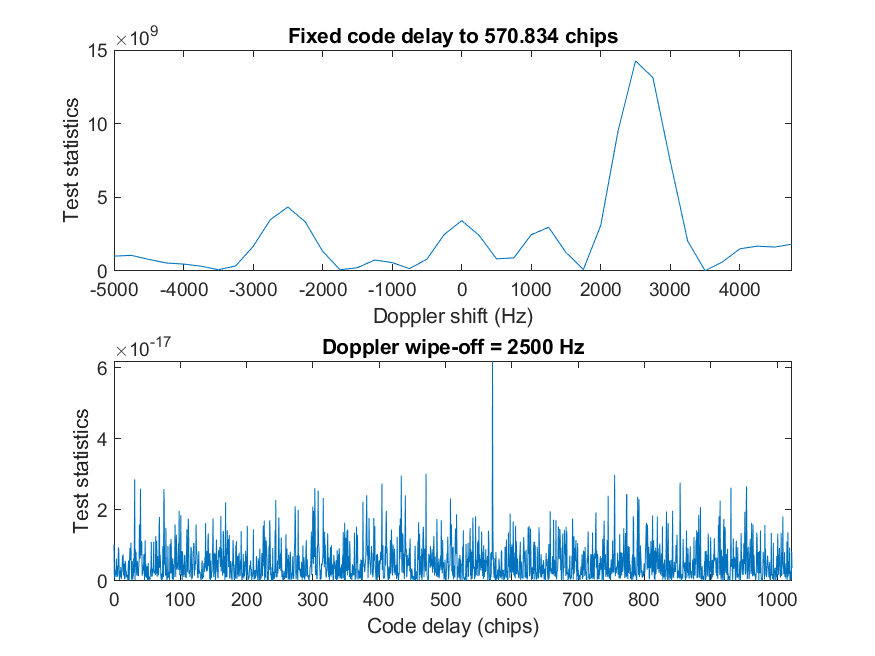 ×10^9
Fixed code delay to 570.834 chips
15
10
5
0
Test statistics
-5000 -4000 -3000 -2000 -1000 0 1000 2000 3000 4000
Doppler shift (Hz)
×10^-17
Doppler wipe-off = 2500 Hz
6
4
2
0
Test statistics
0 100 200 300 400 500 600 700 800 900 1000
Code delay (chips)